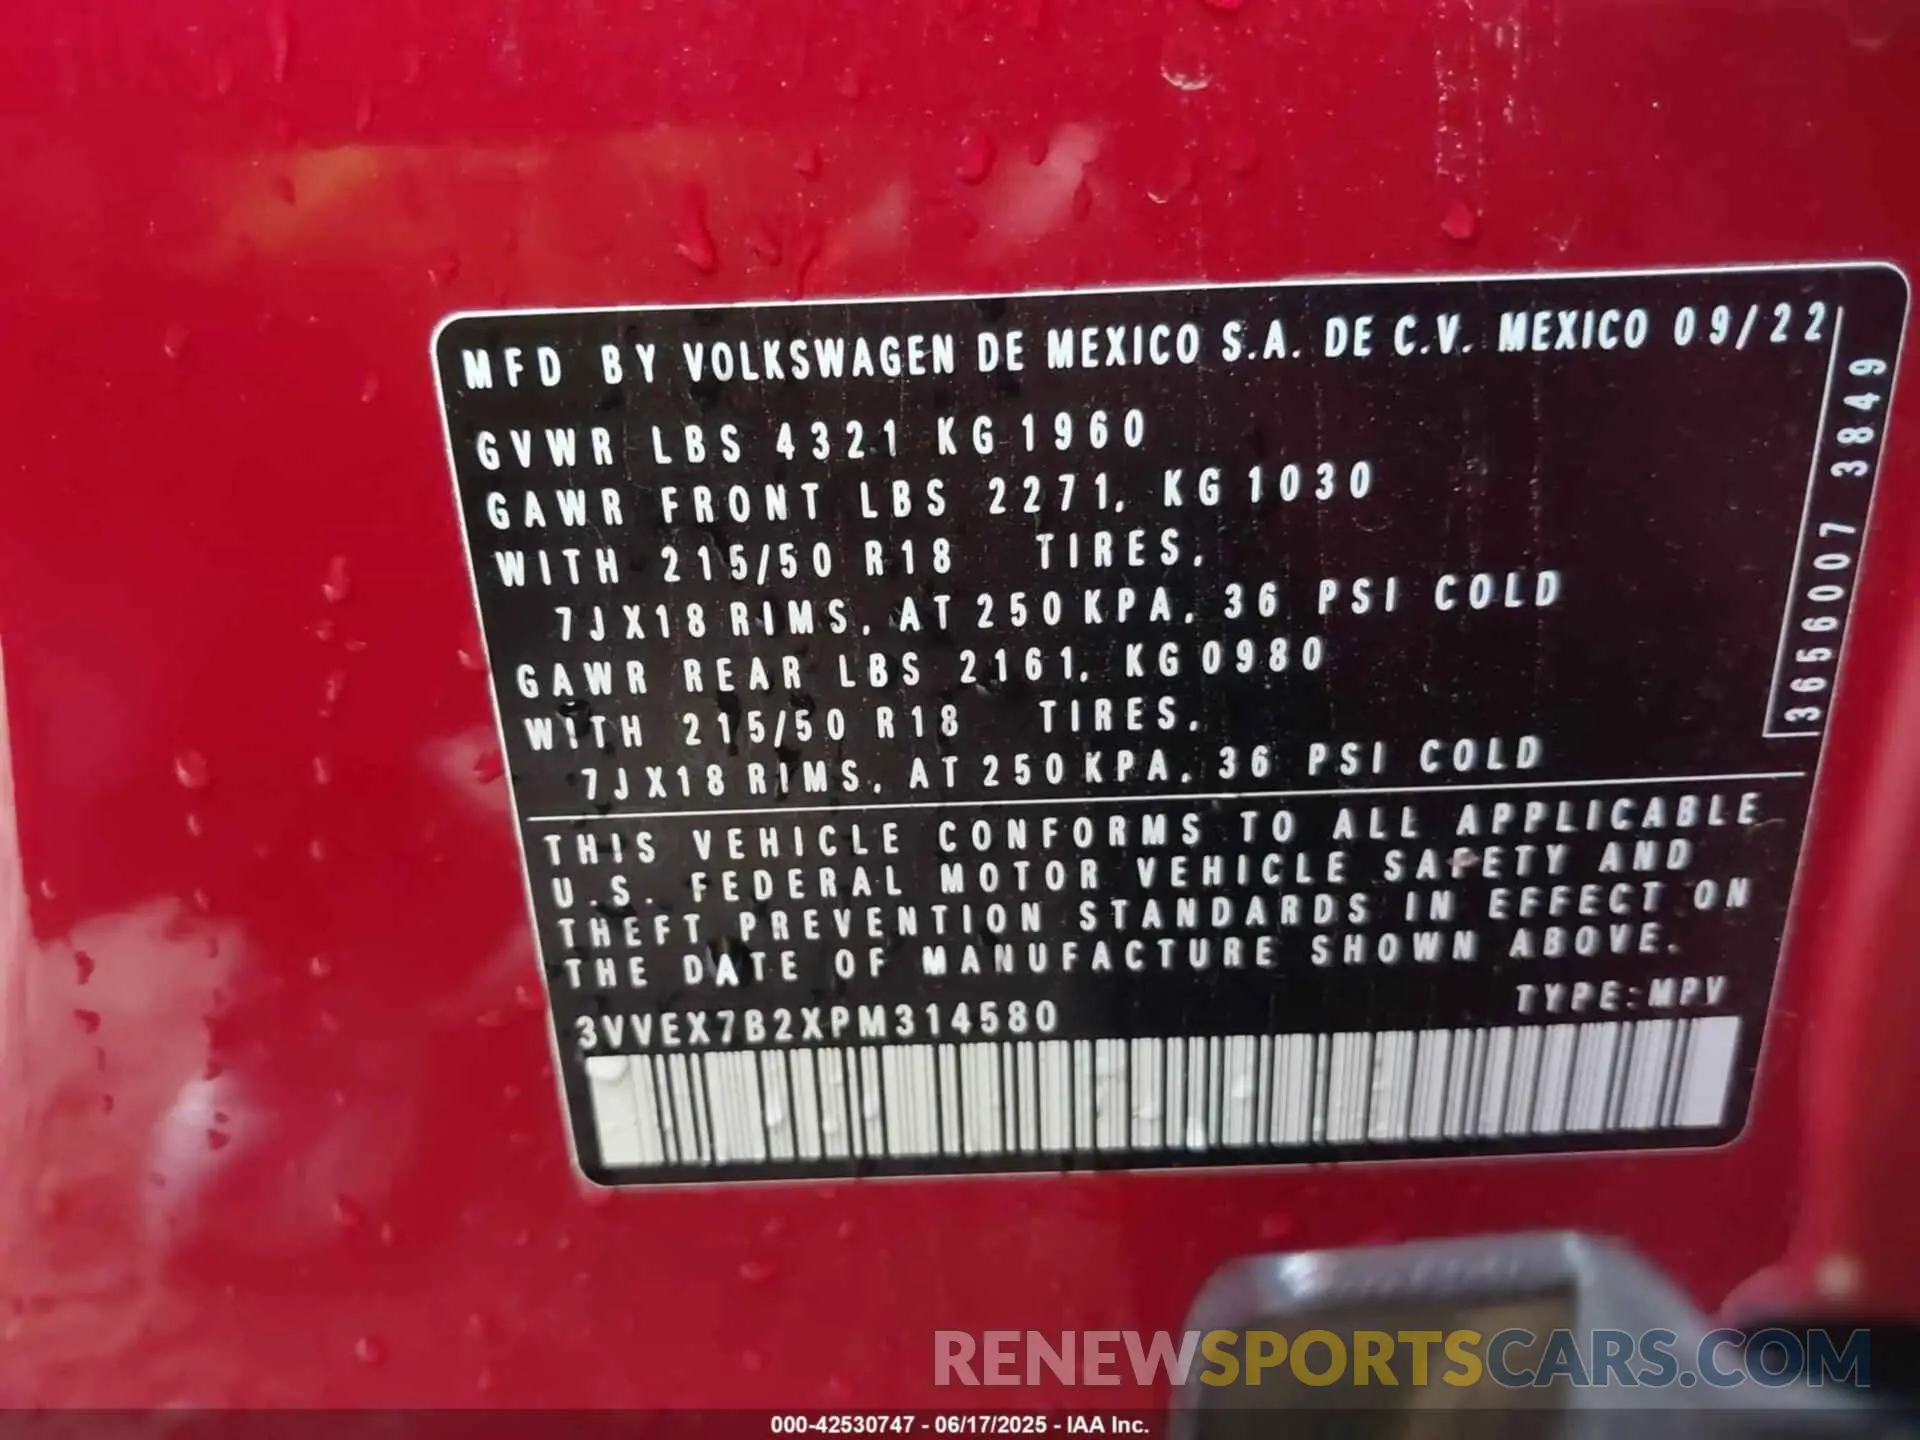 MFD BY VOLKSWAGEN DE MEXICO S.A. DE C.V. MEXICO 09/22
GVWR LBS 4321 KG 1960
GAWR FRONT LBS 2271, KG 1030
WITH 215/50 R18 TIRES,
7JX18 RIMS, AT 250 KPA, 36 PSI COLD
GAWR REAR LBS 2161, KG 0980
WITH 215/50 R18 TIRES,
7JX18 RIMS, AT 250 KPA, 36 PSI COLD
3656007 3849
THIS VEHICLE CONFORMS TO ALL APPLICABLE
U.S. FEDERAL MOTOR VEHICLE SAFETY AND
THEFT PREVENTION STANDARDS IN EFFECT ON
THE DATE OF MANUFACTURE SHOWN ABOVE.
TYPE: MPV
3VVEX7B2XPM314580
RENEWSPORTSCARS.COM
000-42530747 - 06/17/2025 - IAA Inc.